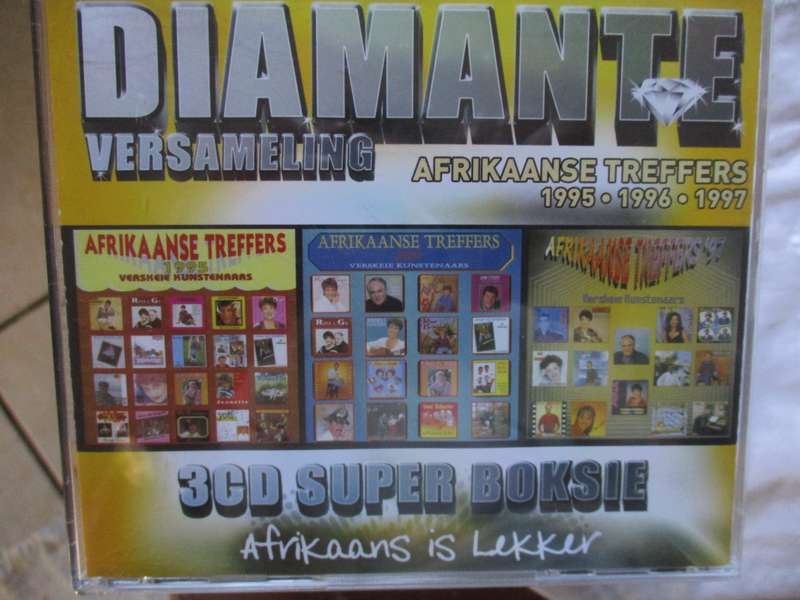 DIAMANTE
VERSAMELING
AFRIKAANSE TREFFERS
1995 • 1996 • 1997
AFRIKAANSE TREFFERS
1995
VERSKEIE KUNSTENAARS
AFRIKAANSE TREFFERS
VERSKEIE KUNSTENAARS
AFRIKAANSE TREFFERS '97
Verskeie Kunstenaars
3CD SUPER BOKSIE
Afrikaans is Lekker